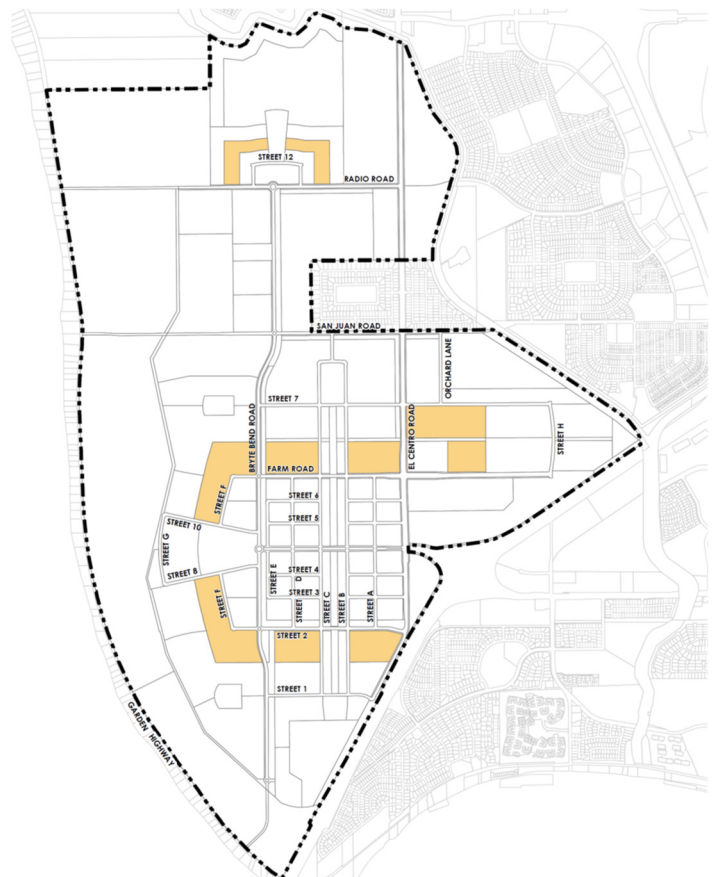 STREET 12
RADIO ROAD
SAN JUAN ROAD
ORCHARD LANE
STREET 7
BRYTE BEND ROAD
EL CENTRO ROAD
STREET H
FARM ROAD
STREET F
STREET 6
STREET 10
STREET 5
STREET G
STREET 8
STREET E
STREET 4
STREET D
STREET 3
STREET C
STREET B
STREET A
STREET F
STREET 2
STREET 1
GARDEN HIGHWAY